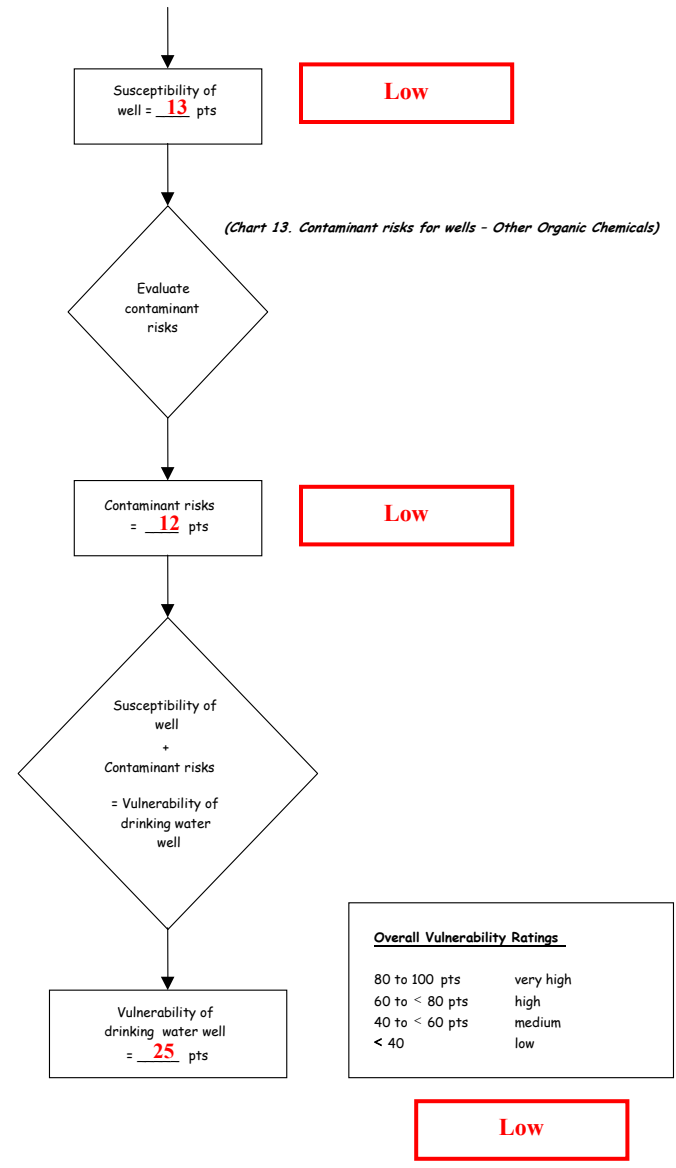 Susceptibility of
well = 13 pts
Low
(Chart 13. Contaminant risks for wells – Other Organic Chemicals)
Evaluate
contaminant
risks
Contaminant risks
= 12 pts
Low
Susceptibility of
well
+
Contaminant risks
= Vulnerability of
drinking water
well
Overall Vulnerability Ratings
80 to 100 pts very high
60 to < 80 pts high
40 to < 60 pts medium
< 40 low
Vulnerability of
drinking water well
= 25 pts
Low